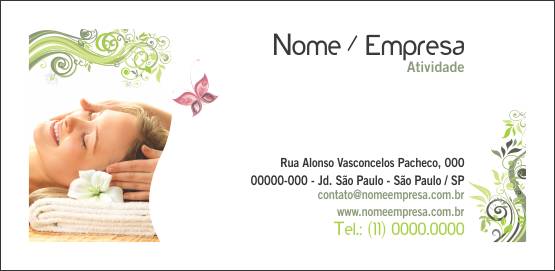 Nome / Empresa
Atividade
Rua Alonso Vasconcelos Pacheco, 000
00000-000 - Jd. São Paulo - São Paulo / SP
contato@nomeempresa.com.br
www.nomeempresa.com.br
Tel.: (11) 0000.0000